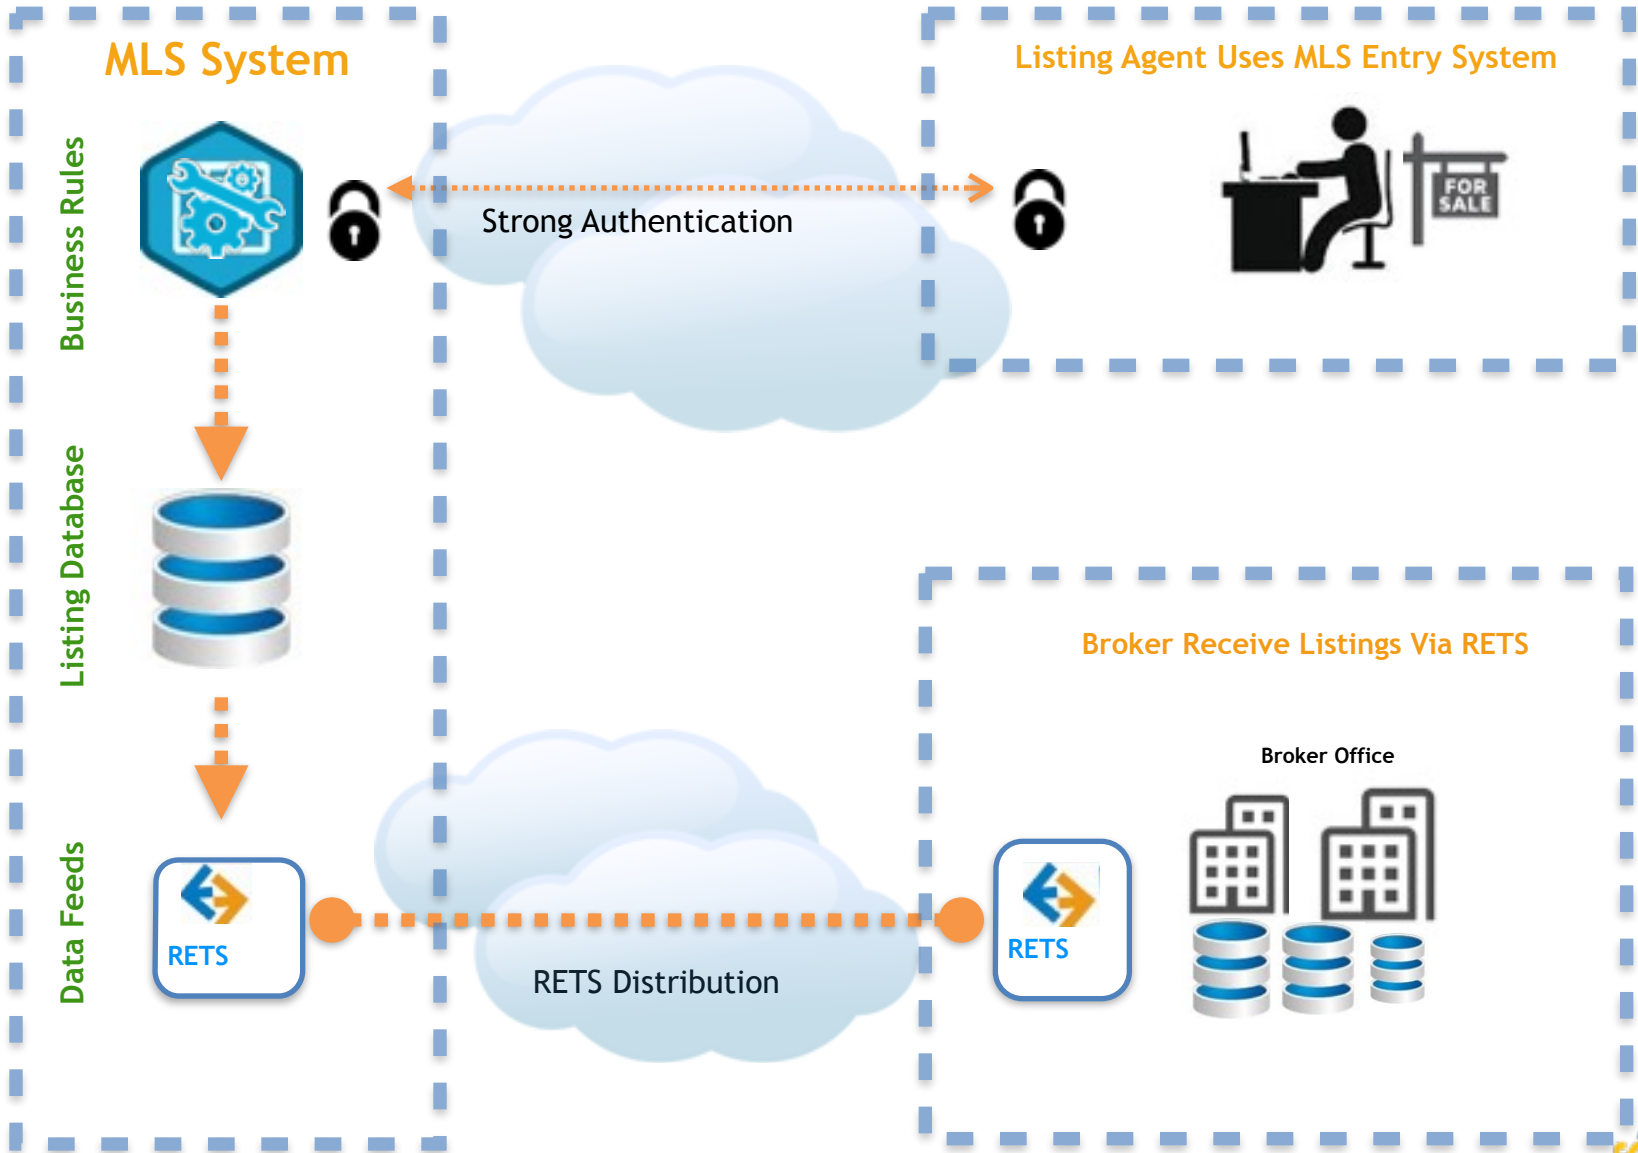 MLS System
Listing Agent Uses MLS Entry System
Business Rules
FOR
SALE
Strong Authentication
Listing Database
Broker Receive Listings Via RETS
Broker Office
Data Feeds
RETS
RETS
RETS Distribution